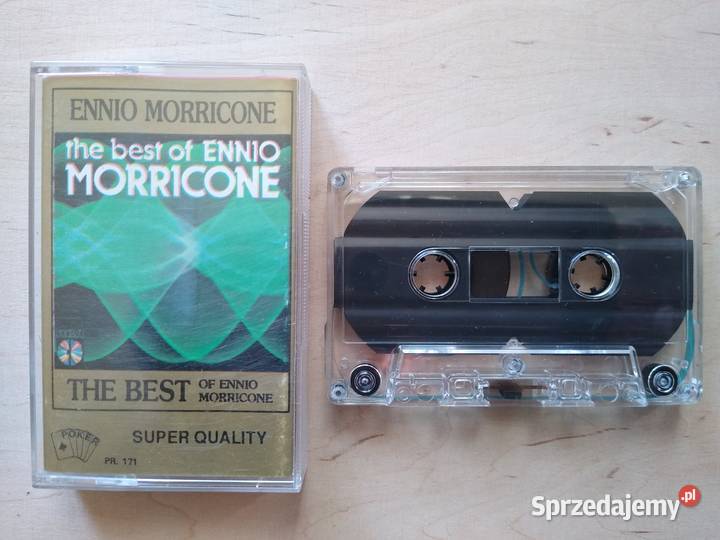 ENNIO MORRICONE
the best of ENNIO
MORRICONE
THE BEST OF ENNIO
MORRICONE
POKER
SUPER QUALITY
PR. 171
Sprzedajemy.pl